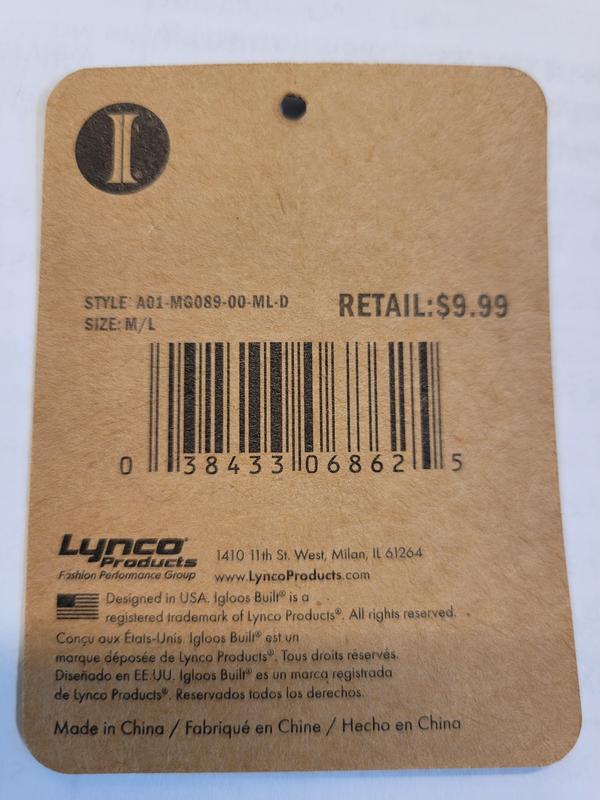 I
STYLE: A01-MG089-00-ML-D
RETAIL:$9.99
SIZE: M/L
0 38433 06862 5
Lynco®
Products
Fashion Performance Group
1410 11th St. West, Milan, IL 61264
www.LyncoProducts.com
Designed in USA. Igloos Built® is a
registered trademark of Lynco Products®. All rights reserved.
Conçu aux États-Unis. Igloos Built® est un
marque déposée de Lynco Products®. Tous droits réservés.
Diseñado en EE.UU. Igloos Built® es un marca registrada
de Lynco Products®. Reservados todos los derechos.
Made in China / Fabriqué en Chine / Hecho en China